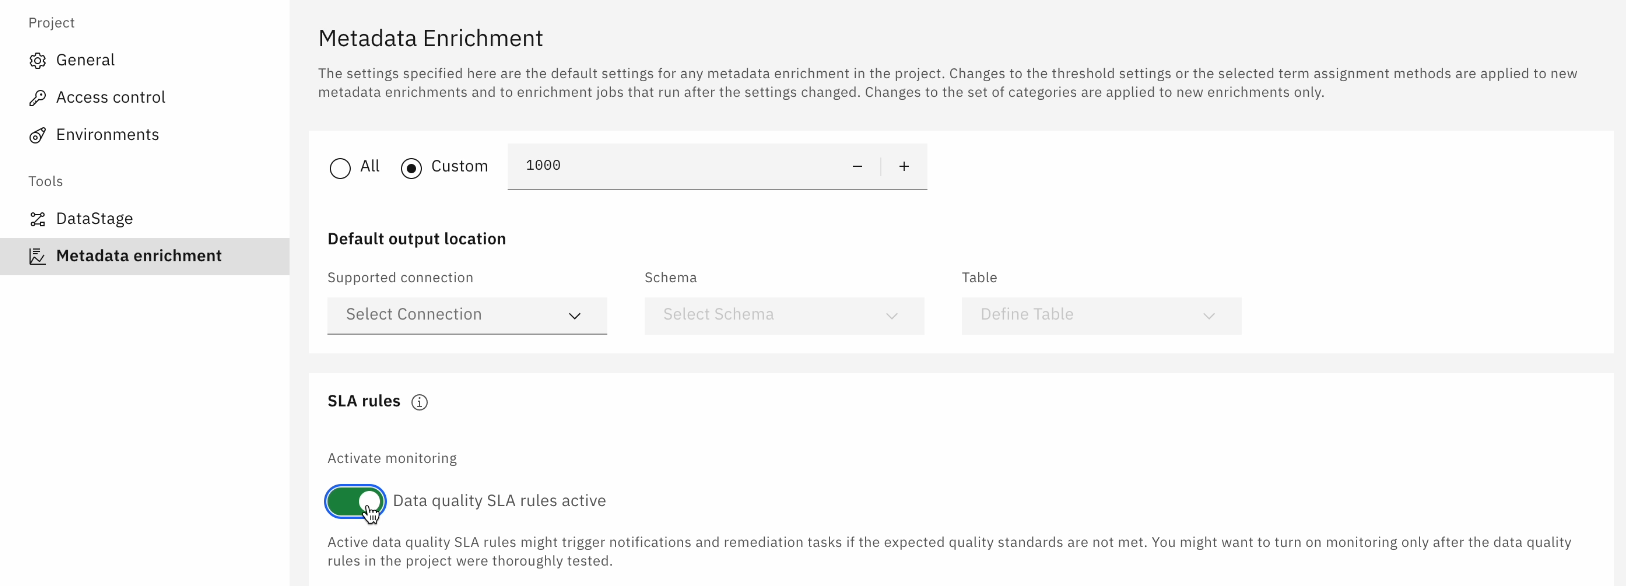 Project
General
Access control
Environments
Tools
DataStage
Metadata enrichment
Metadata Enrichment
The settings specified here are the default settings for any metadata enrichment in the project. Changes to the threshold settings or the selected term assignment methods are applied to new
metadata enrichments and to enrichment jobs that run after the settings changed. Changes to the set of categories are applied to new enrichments only.
All Custom 1000 − +
Default output location
Supported connection Schema Table
Select Connection Select Schema Define Table
SLA rules
Activate monitoring
Data quality SLA rules active
Active data quality SLA rules might trigger notifications and remediation tasks if the expected quality standards are not met. You might want to turn on monitoring only after the data quality
rules in the project were thoroughly tested.